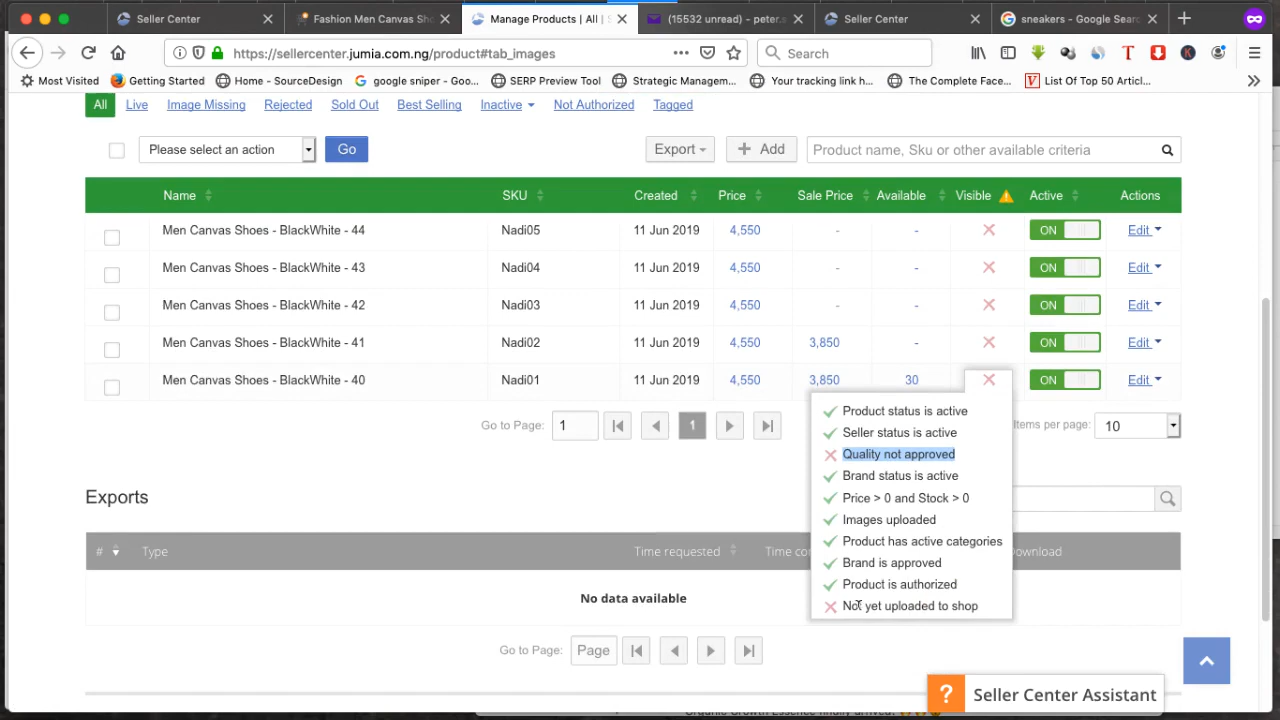 Seller Center
Fashion Men Canvas Sho
Manage Products | All | S
(15532 unread) - peter.s
Seller Center
sneakers - Google Searc
https://sellercenter.jumia.com.ng/product#tab_images
Search
Most Visited
Getting Started
Home - SourceDesign
google sniper - Goo...
SERP Preview Tool
Strategic Managem...
Your tracking link h...
The Complete Face...
List Of Top 50 Articl...
All Live Image Missing Rejected Sold Out Best Selling Inactive Not Authorized Tagged
Please select an action Go Export + Add Product name, Sku or other available criteria
Name SKU Created Price Sale Price Available Visible Active Actions
Men Canvas Shoes - BlackWhite - 44 Nadi05 11 Jun 2019 4,550 - - ON Edit
Men Canvas Shoes - BlackWhite - 43 Nadi04 11 Jun 2019 4,550 - - ON Edit
Men Canvas Shoes - BlackWhite - 42 Nadi03 11 Jun 2019 4,550 - - ON Edit
Men Canvas Shoes - BlackWhite - 41 Nadi02 11 Jun 2019 4,550 3,850 - ON Edit
Men Canvas Shoes - BlackWhite - 40 Nadi01 11 Jun 2019 4,550 3,850 30 ON Edit
Product status is active
Seller status is active
Quality not approved
Brand status is active
Price > 0 and Stock > 0
Images uploaded
Product has active categories
Brand is approved
Product is authorized
Not yet uploaded to shop
Go to Page: 1 1 Items per page: 10
Exports
# Type Time requested Time co Download
No data available
Go to Page: Page
? Seller Center Assistant